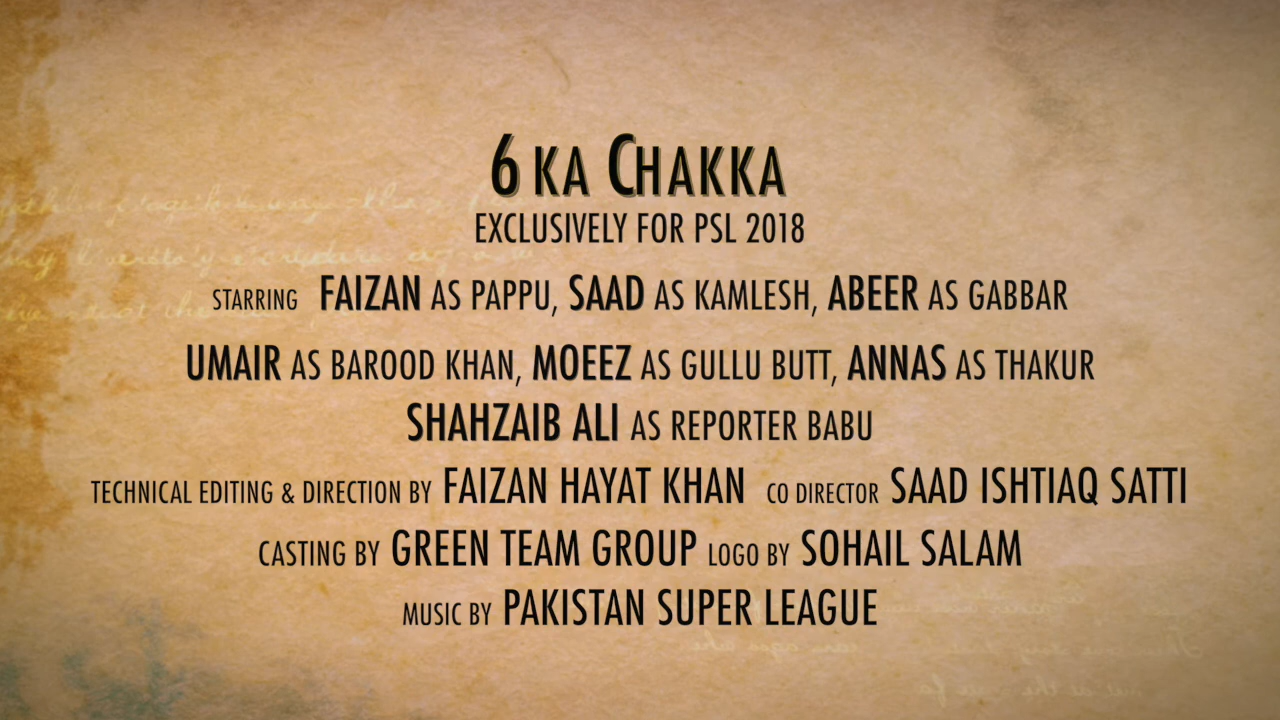 6 KA CHAKKA
EXCLUSIVELY FOR PSL 2018
STARRING FAIZAN AS PAPPU, SAAD AS KAMLESH, ABEER AS GABBAR
UMAIR AS BAROOD KHAN, MOEEZ AS GULLU BUTT, ANNAS AS THAKUR
SHAHZAIB ALI AS REPORTER BABU
TECHNICAL EDITING & DIRECTION BY FAIZAN HAYAT KHAN CO DIRECTOR SAAD ISHTIAQ SATTI
CASTING BY GREEN TEAM GROUP LOGO BY SOHAIL SALAM
MUSIC BY PAKISTAN SUPER LEAGUE